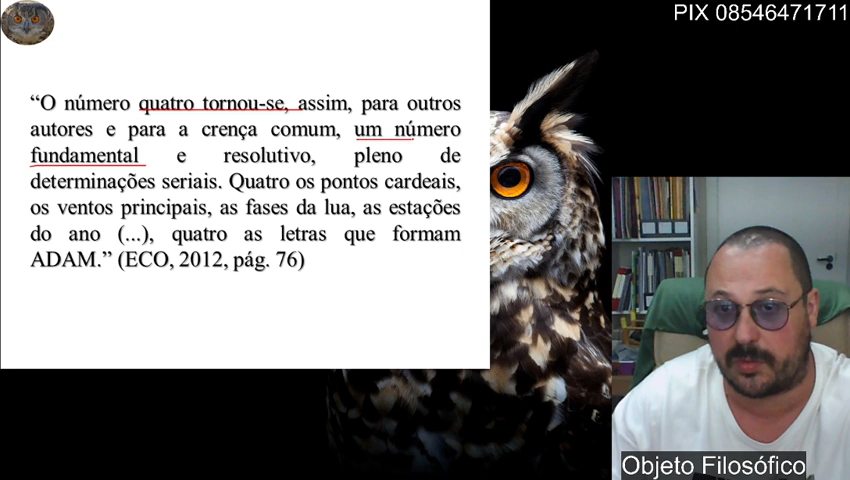 PIX 08546471711
“O número quatro tornou-se, assim, para outros
autores e para a crença comum, um número
fundamental e resolutivo, pleno de
determinações seriais. Quatro os pontos cardeais,
os ventos principais, as fases da lua, as estações
do ano (...), quatro as letras que formam
ADAM.” (ECO, 2012, pág. 76)
Objeto Filosófico